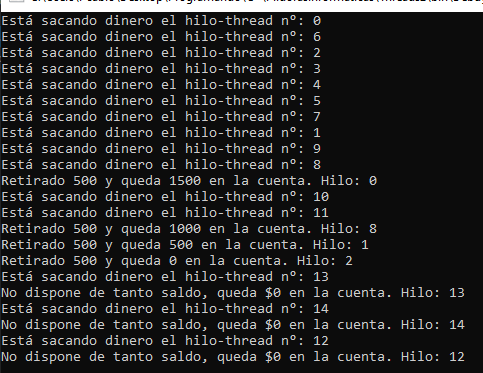 Está sacando dinero el hilo-thread nº: 0
Está sacando dinero el hilo-thread nº: 6
Está sacando dinero el hilo-thread nº: 2
Está sacando dinero el hilo-thread nº: 3
Está sacando dinero el hilo-thread nº: 4
Está sacando dinero el hilo-thread nº: 5
Está sacando dinero el hilo-thread nº: 7
Está sacando dinero el hilo-thread nº: 1
Está sacando dinero el hilo-thread nº: 9
Está sacando dinero el hilo-thread nº: 8
Retirado 500 y queda 1500 en la cuenta. Hilo: 0
Está sacando dinero el hilo-thread nº: 10
Está sacando dinero el hilo-thread nº: 11
Retirado 500 y queda 1000 en la cuenta. Hilo: 8
Retirado 500 y queda 500 en la cuenta. Hilo: 1
Retirado 500 y queda 0 en la cuenta. Hilo: 2
Está sacando dinero el hilo-thread nº: 13
No dispone de tanto saldo, queda $0 en la cuenta. Hilo: 13
Está sacando dinero el hilo-thread nº: 14
No dispone de tanto saldo, queda $0 en la cuenta. Hilo: 14
Está sacando dinero el hilo-thread nº: 12
No dispone de tanto saldo, queda $0 en la cuenta. Hilo: 12